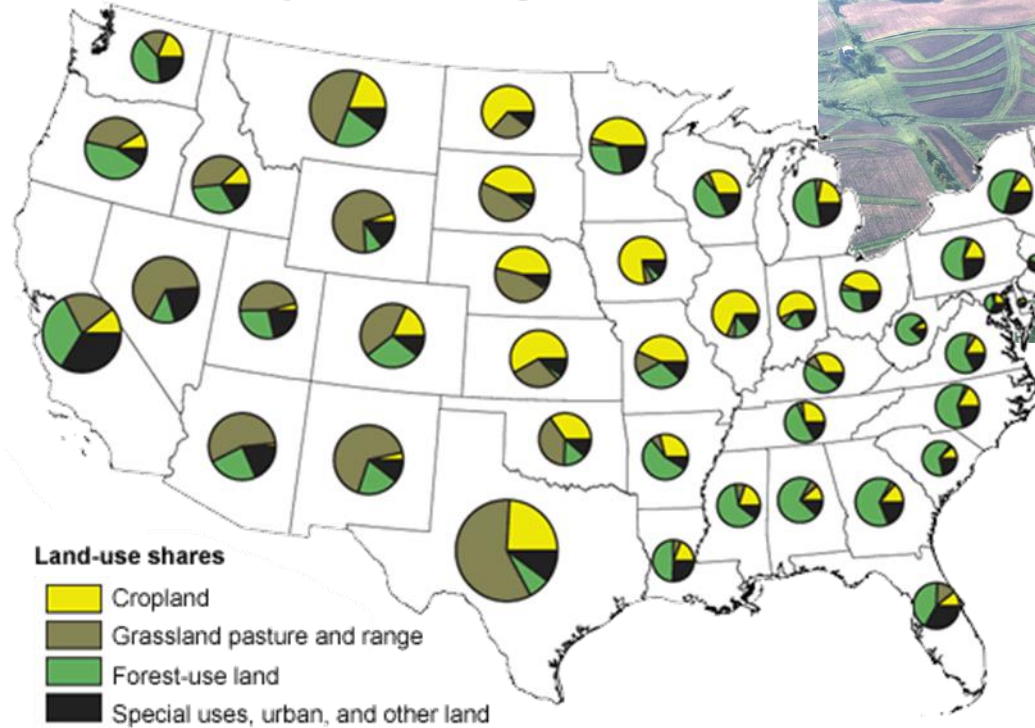 Land-use shares
Cropland
Grassland pasture and range
Forest-use land
Special uses, urban, and other land